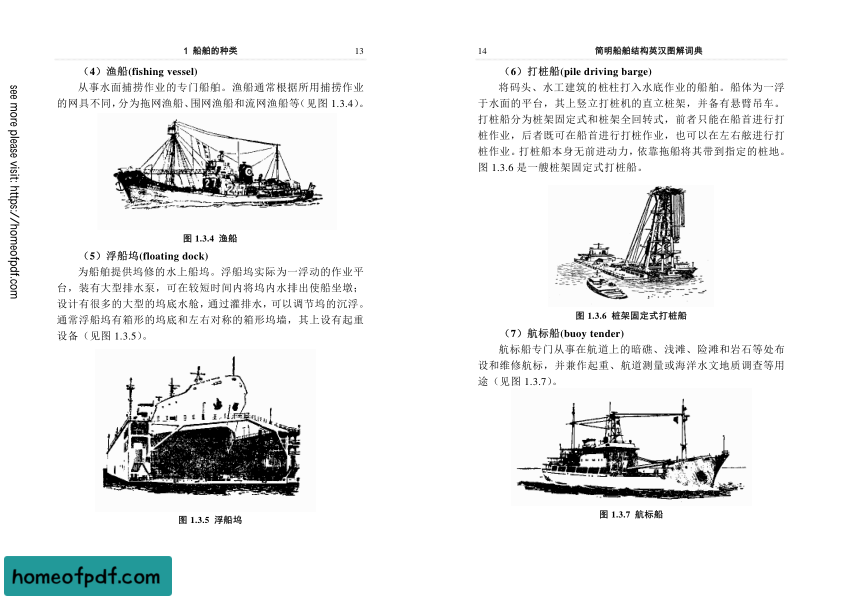 1 船舶的种类 13
（4）渔船(fishing vessel)
从事水面捕捞作业的专门船舶。渔船通常根据所用捕捞作业
的网具不同,分为拖网渔船、围网渔船和流网渔船等(见图 1.3.4)。
图 1.3.4 渔船
（5）浮船坞(floating dock)
为船舶提供坞修的水上船坞。浮船坞实际为一浮动的作业平
台，装有大型排水泵，可在较短时间内将坞内水排出使船坐墩；
设计有很多的大型的坞底水舱,通过灌排水,可以调节坞的沉浮。
通常浮船坞有箱形的坞底和左右对称的箱形坞墙，其上设有起重
设备（见图 1.3.5)。
图 1.3.5 浮船坞
14 简明船舶结构英汉图解词典
（6）打桩船(pile driving barge)
将码头、水工建筑的桩柱打入水底作业的船舶。船体为一浮
于水面的平台，其上竖立打桩机的直立桩架，并备有悬臂吊车。
打桩船分为桩架固定式和桩架全回转式，前者只能在船首进行打
桩作业，后者既可在船首进行打桩作业，也可以在左右舷进行打
桩作业。打桩船本身无前进动力,依靠拖船将其带到指定的桩地。
图 1.3.6 是一艘桩架固定式打桩船。
图 1.3.6 桩架固定式打桩船
（7）航标船(buoy tender)
航标船专门从事在航道上的暗礁、浅滩、险滩和岩石等处布
设和维修航标，并兼作起重、航道测量或海洋水文地质调查等用
途（见图 1.3.7)。
图 1.3.7 航标船
see more please visit: https://homeofpdf.com
homeofpdf.com